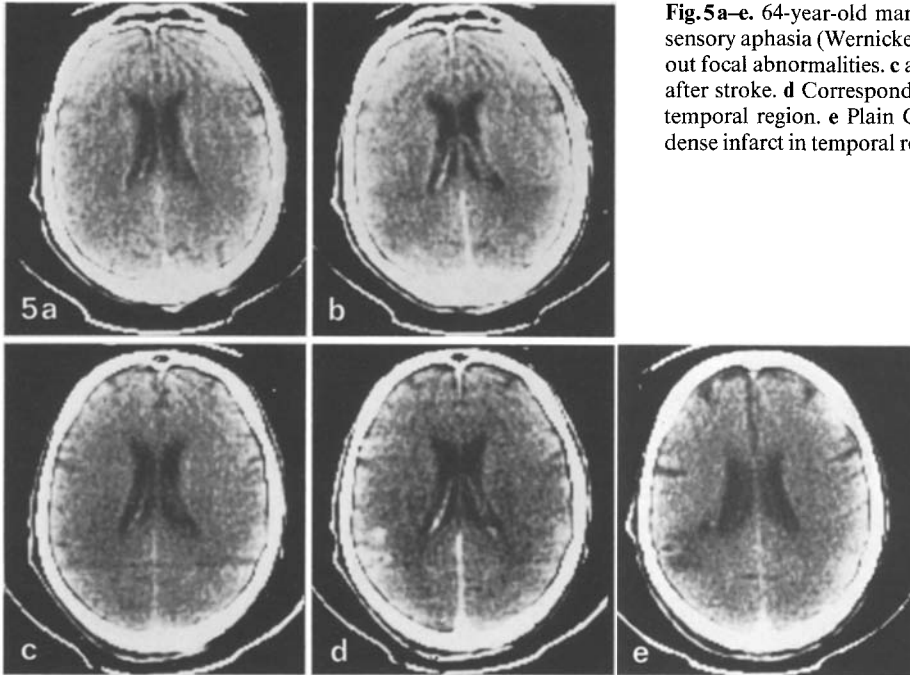 Fig. 5 a–e. 64-year-old mar
sensory aphasia (Wernicke
out focal abnormalities. c a
after stroke. d Correspond
temporal region. e Plain C
dense infarct in temporal r
5a
b
c
d
e